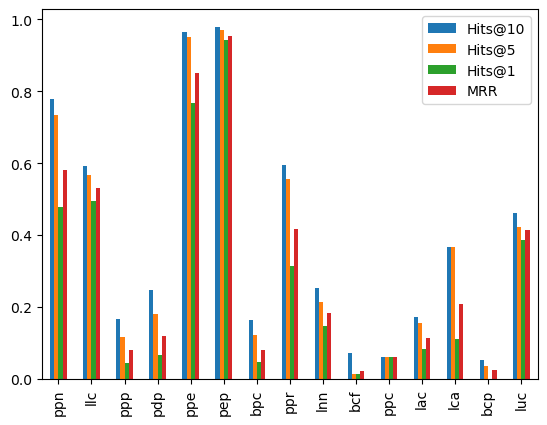 1.0
0.8
0.6
0.4
0.2
0.0
Hits@10
Hits@5
Hits@1
MRR
ppn
llc
ppp
pdp
ppe
pep
bpc
ppr
lnn
bcf
ppc
lac
lca
bcp
luc